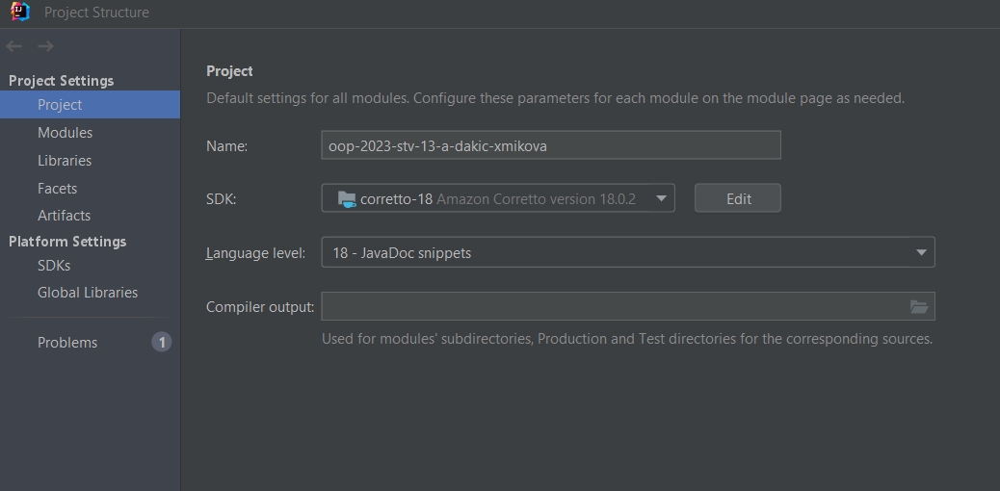 Project Structure
Project Settings
Project
Modules
Libraries
Facets
Artifacts
Platform Settings
SDKs
Global Libraries
Problems 1
Project
Default settings for all modules. Configure these parameters for each module on the module page as needed.
Name: oop-2023-stv-13-a-dakic-xmikova
SDK: corretto-18 Amazon Corretto version 18.0.2 Edit
Language level: 18 - JavaDoc snippets
Compiler output:
Used for modules' subdirectories, Production and Test directories for the corresponding sources.